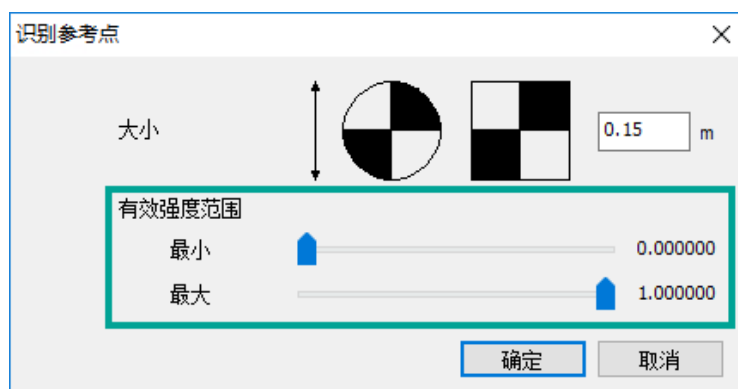 识别参考点
大小 0.15 m
有效强度范围
最小 0.000000
最大 1.000000
确定 取消